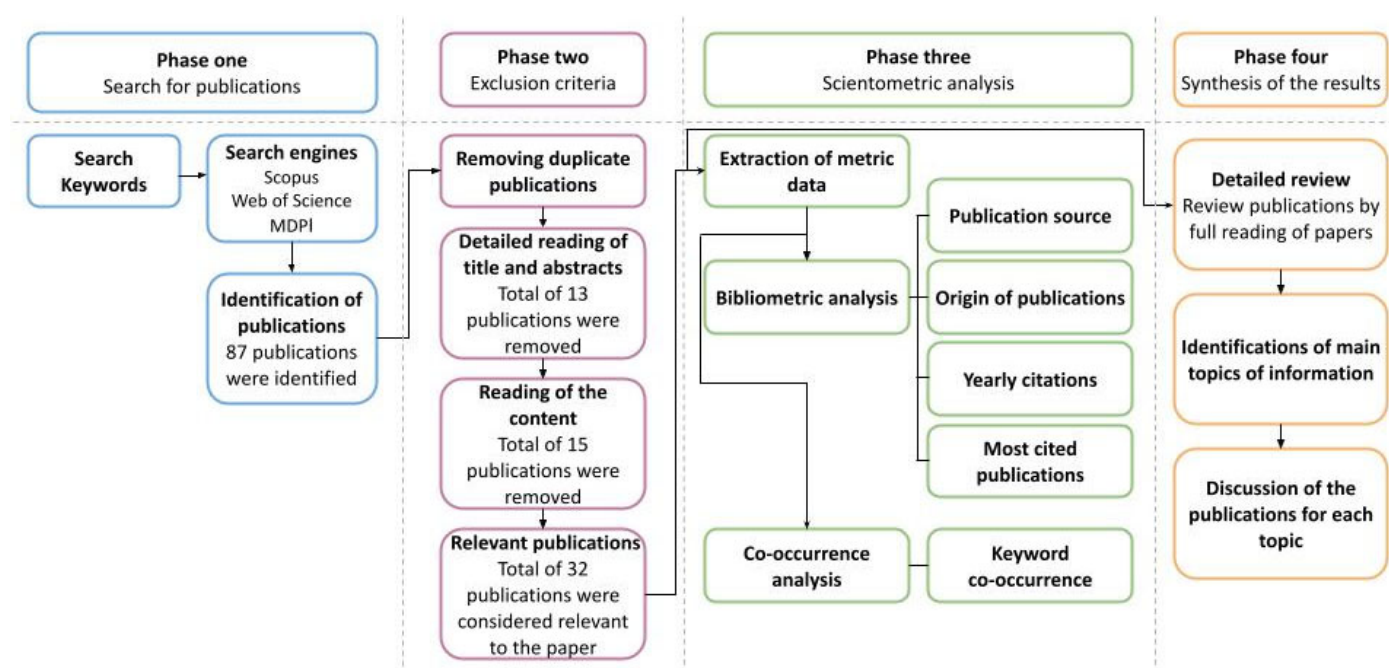 Phase one
Search for publications
Phase two
Exclusion criteria
Phase three
Scientometric analysis
Phase four
Synthesis of the results
Search
Keywords
Search engines
Scopus
Web of Science
MDPl
Identification of
publications
87 publications
were identified
Removing duplicate
publications
Detailed reading of
title and abstracts
Total of 13
publications were
removed
Reading of the
content
Total of 15
publications were
removed
Relevant publications
Total of 32
publications were
considered relevant
to the paper
Extraction of metric
data
Bibliometric analysis
Publication source
Origin of publications
Yearly citations
Most cited
publications
Co-occurrence
analysis
Keyword
co-occurrence
Detailed review
Review publications by
full reading of papers
Identifications of main
topics of information
Discussion of the
publications for each
topic